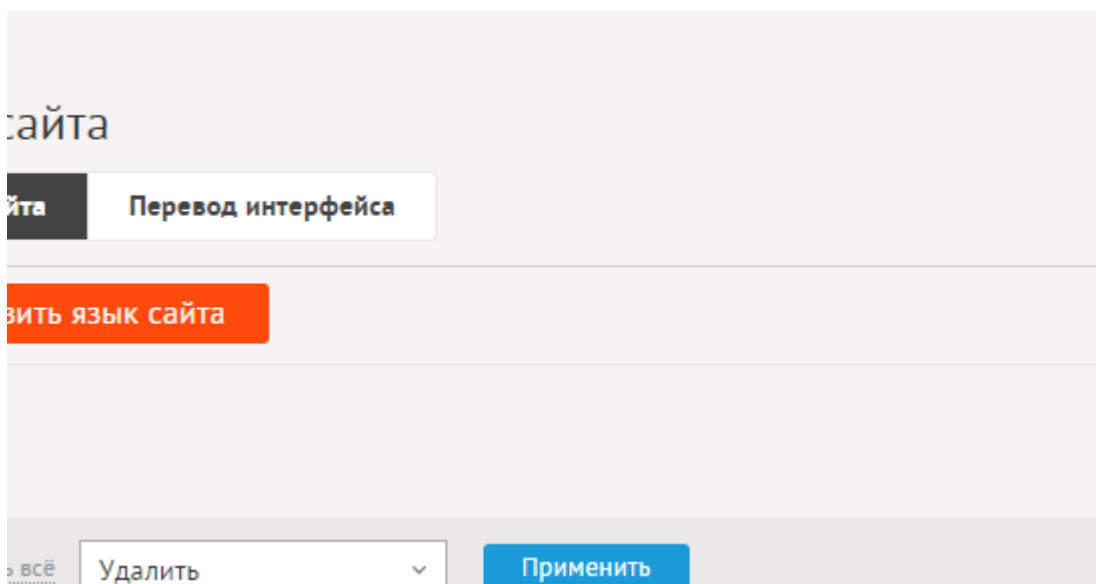 сайта
йта Перевод интерфейса
вить язык сайта
ь всё Удалить Применить